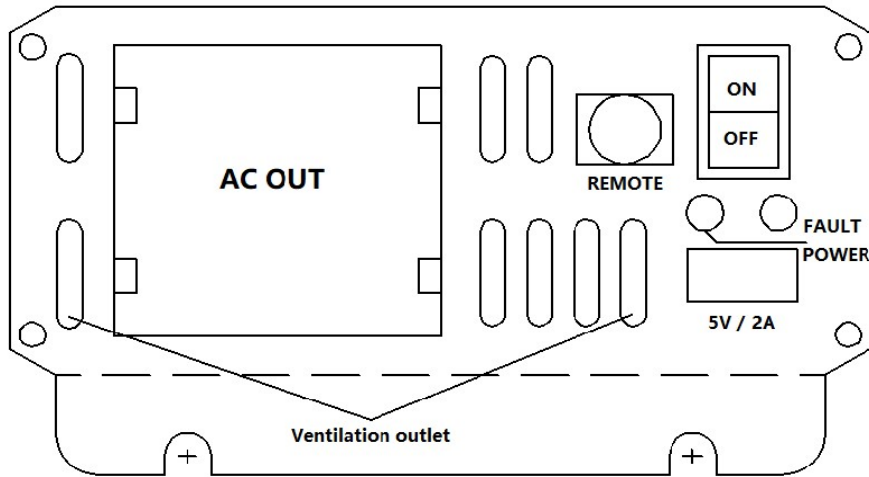 ON
OFF
AC OUT
REMOTE
FAULT
POWER
5V / 2A
Ventilation outlet